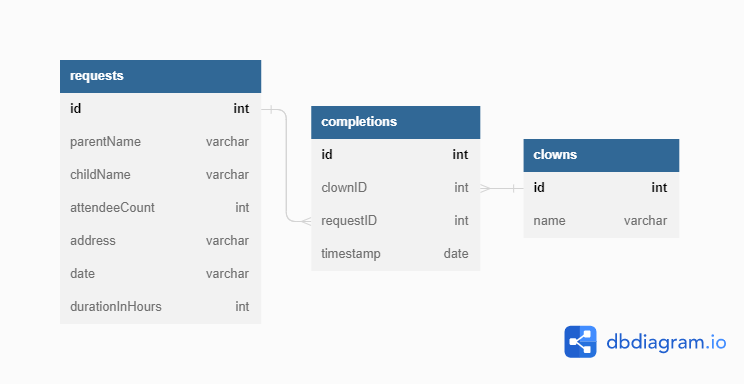 requests
id int
parentName varchar
childName varchar
attendeeCount int
address varchar
date varchar
durationInHours int
completions
id int
clownID int
requestID int
timestamp date
clowns
id int
name varchar
dbdiagram.io